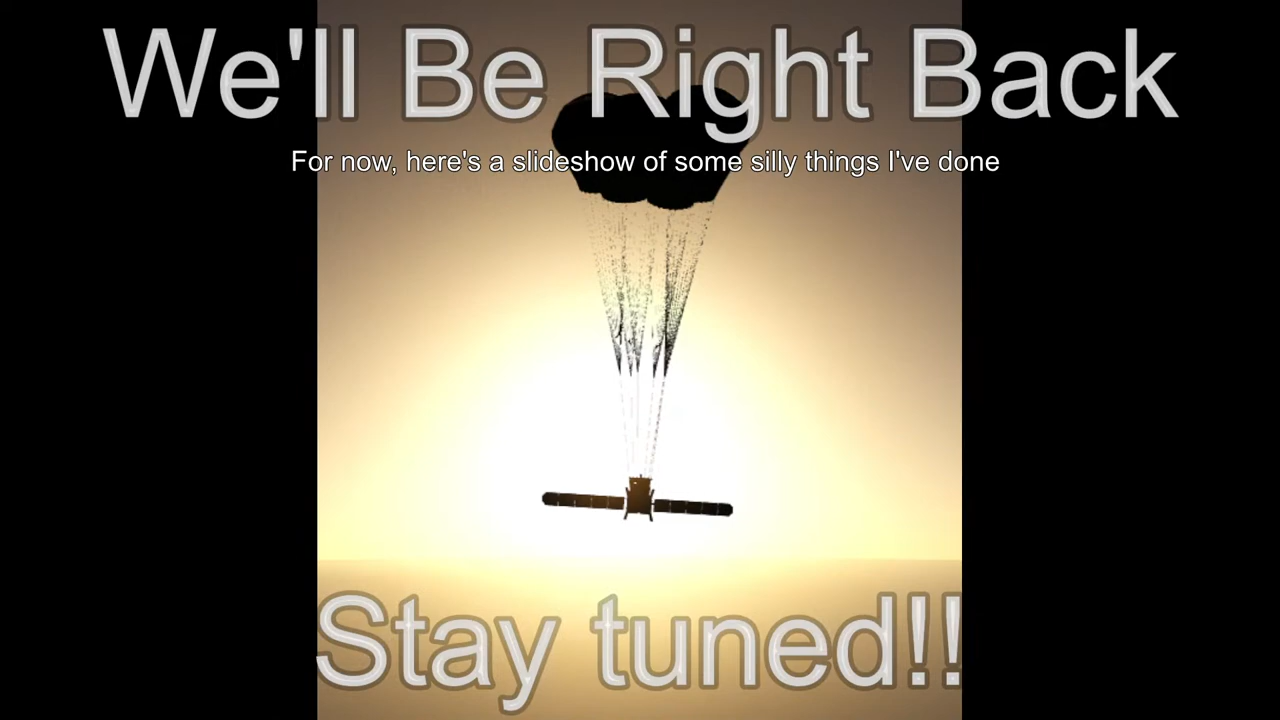 We'll Be Right Back
For now, here's a slideshow of some silly things I've done
Stay tuned!!